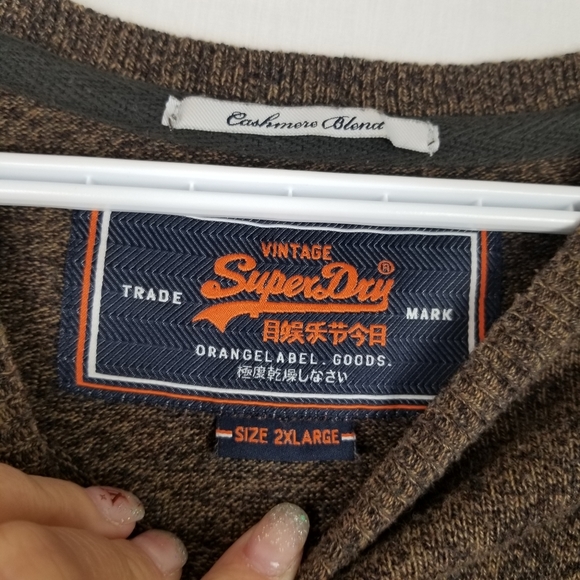 Cashmere Blend
VINTAGE
SuperDry®
TRADE MARK
目娱乐节今日
ORANGELABEL. GOODS.
極度乾燥しなさい
SIZE 2XLARGE